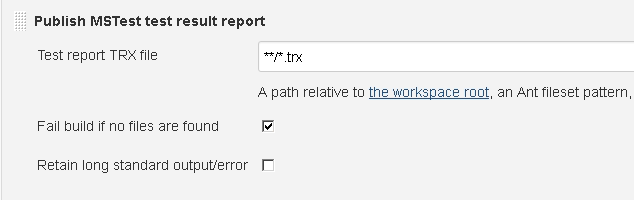 Publish MSTest test result report
Test report TRX file
**/*.trx
A path relative to the workspace root, an Ant fileset pattern,
Fail build if no files are found
Retain long standard output/error